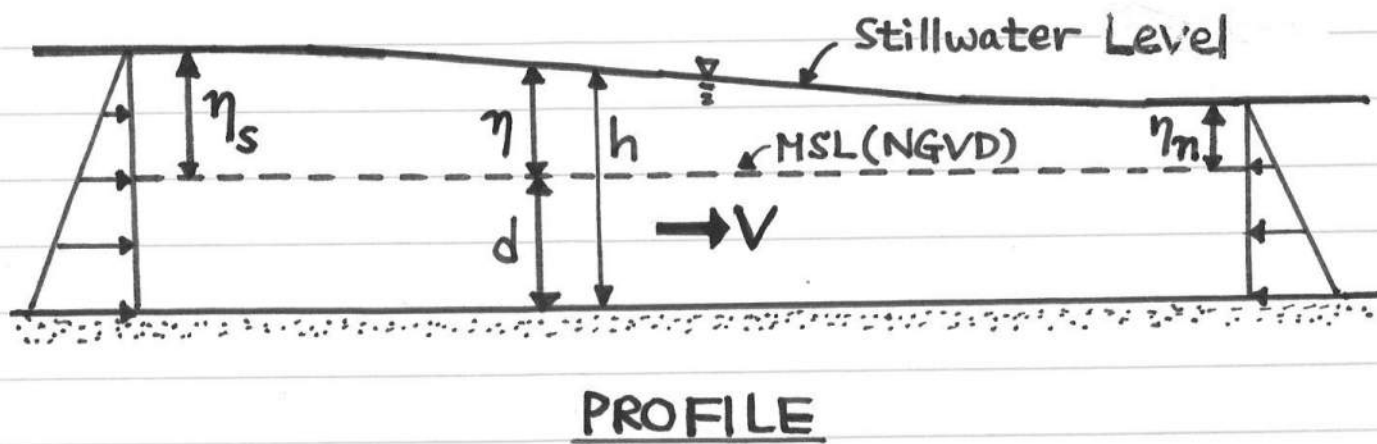 Stillwater Level
ηs
η
h
MSL(NGVD)
ηn
d
V
PROFILE